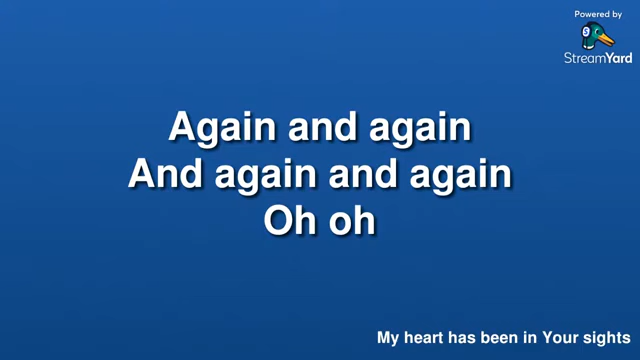 Powered by
StreamYard
Again and again
And again and again
Oh oh
My heart has been in Your sights